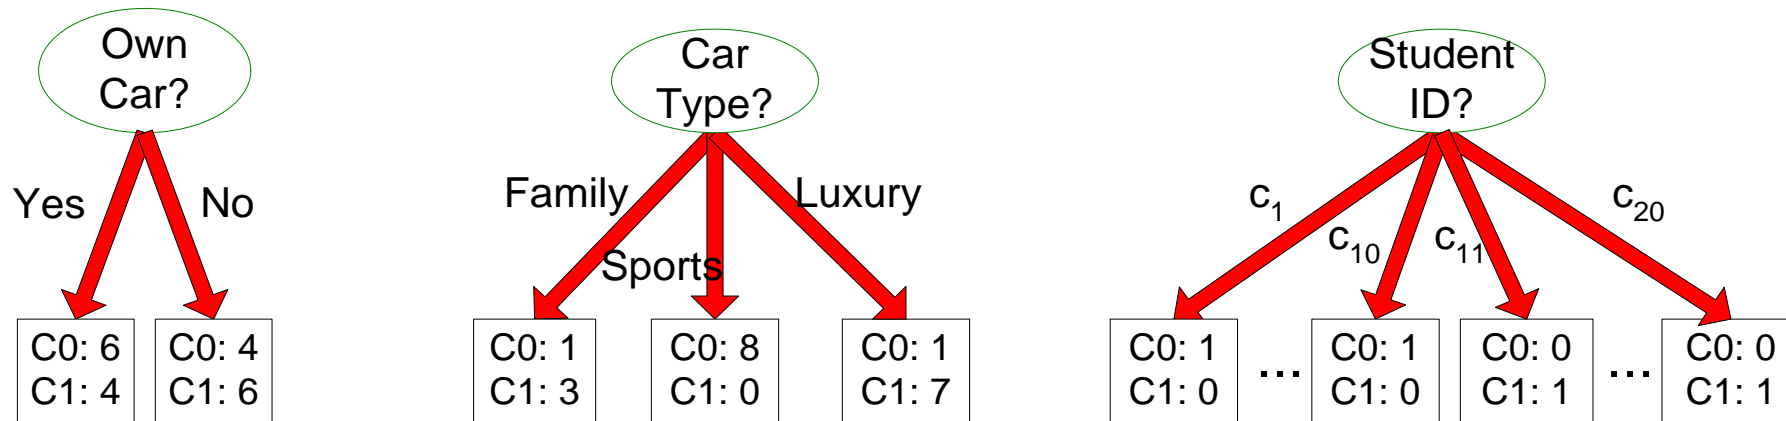 Own
Car?
Yes
No
C0: 6
C1: 4
C0: 4
C1: 6
Car
Type?
Family
Sports
Luxury
C0: 1
C1: 3
C0: 8
C1: 0
C0: 1
C1: 7
Student
ID?
c1
c10
c11
c20
C0: 1
C1: 0
...
C0: 1
C1: 0
C0: 0
C1: 1
...
C0: 0
C1: 1